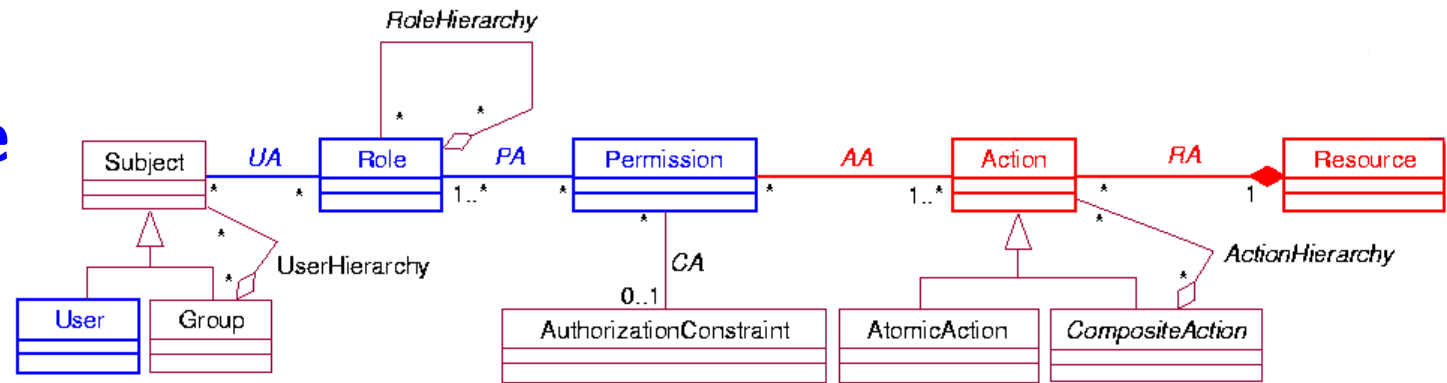 RoleHierarchy
*
*
e
Subject
UA
Role
PA
Permission
AA
Action
RA
Resource
*
*
1..*
*
*
1..*
*
1
*
*
*
UserHierarchy
*
CA
ActionHierarchy
*
0..1
User
Group
AuthorizationConstraint
AtomicAction
CompositeAction